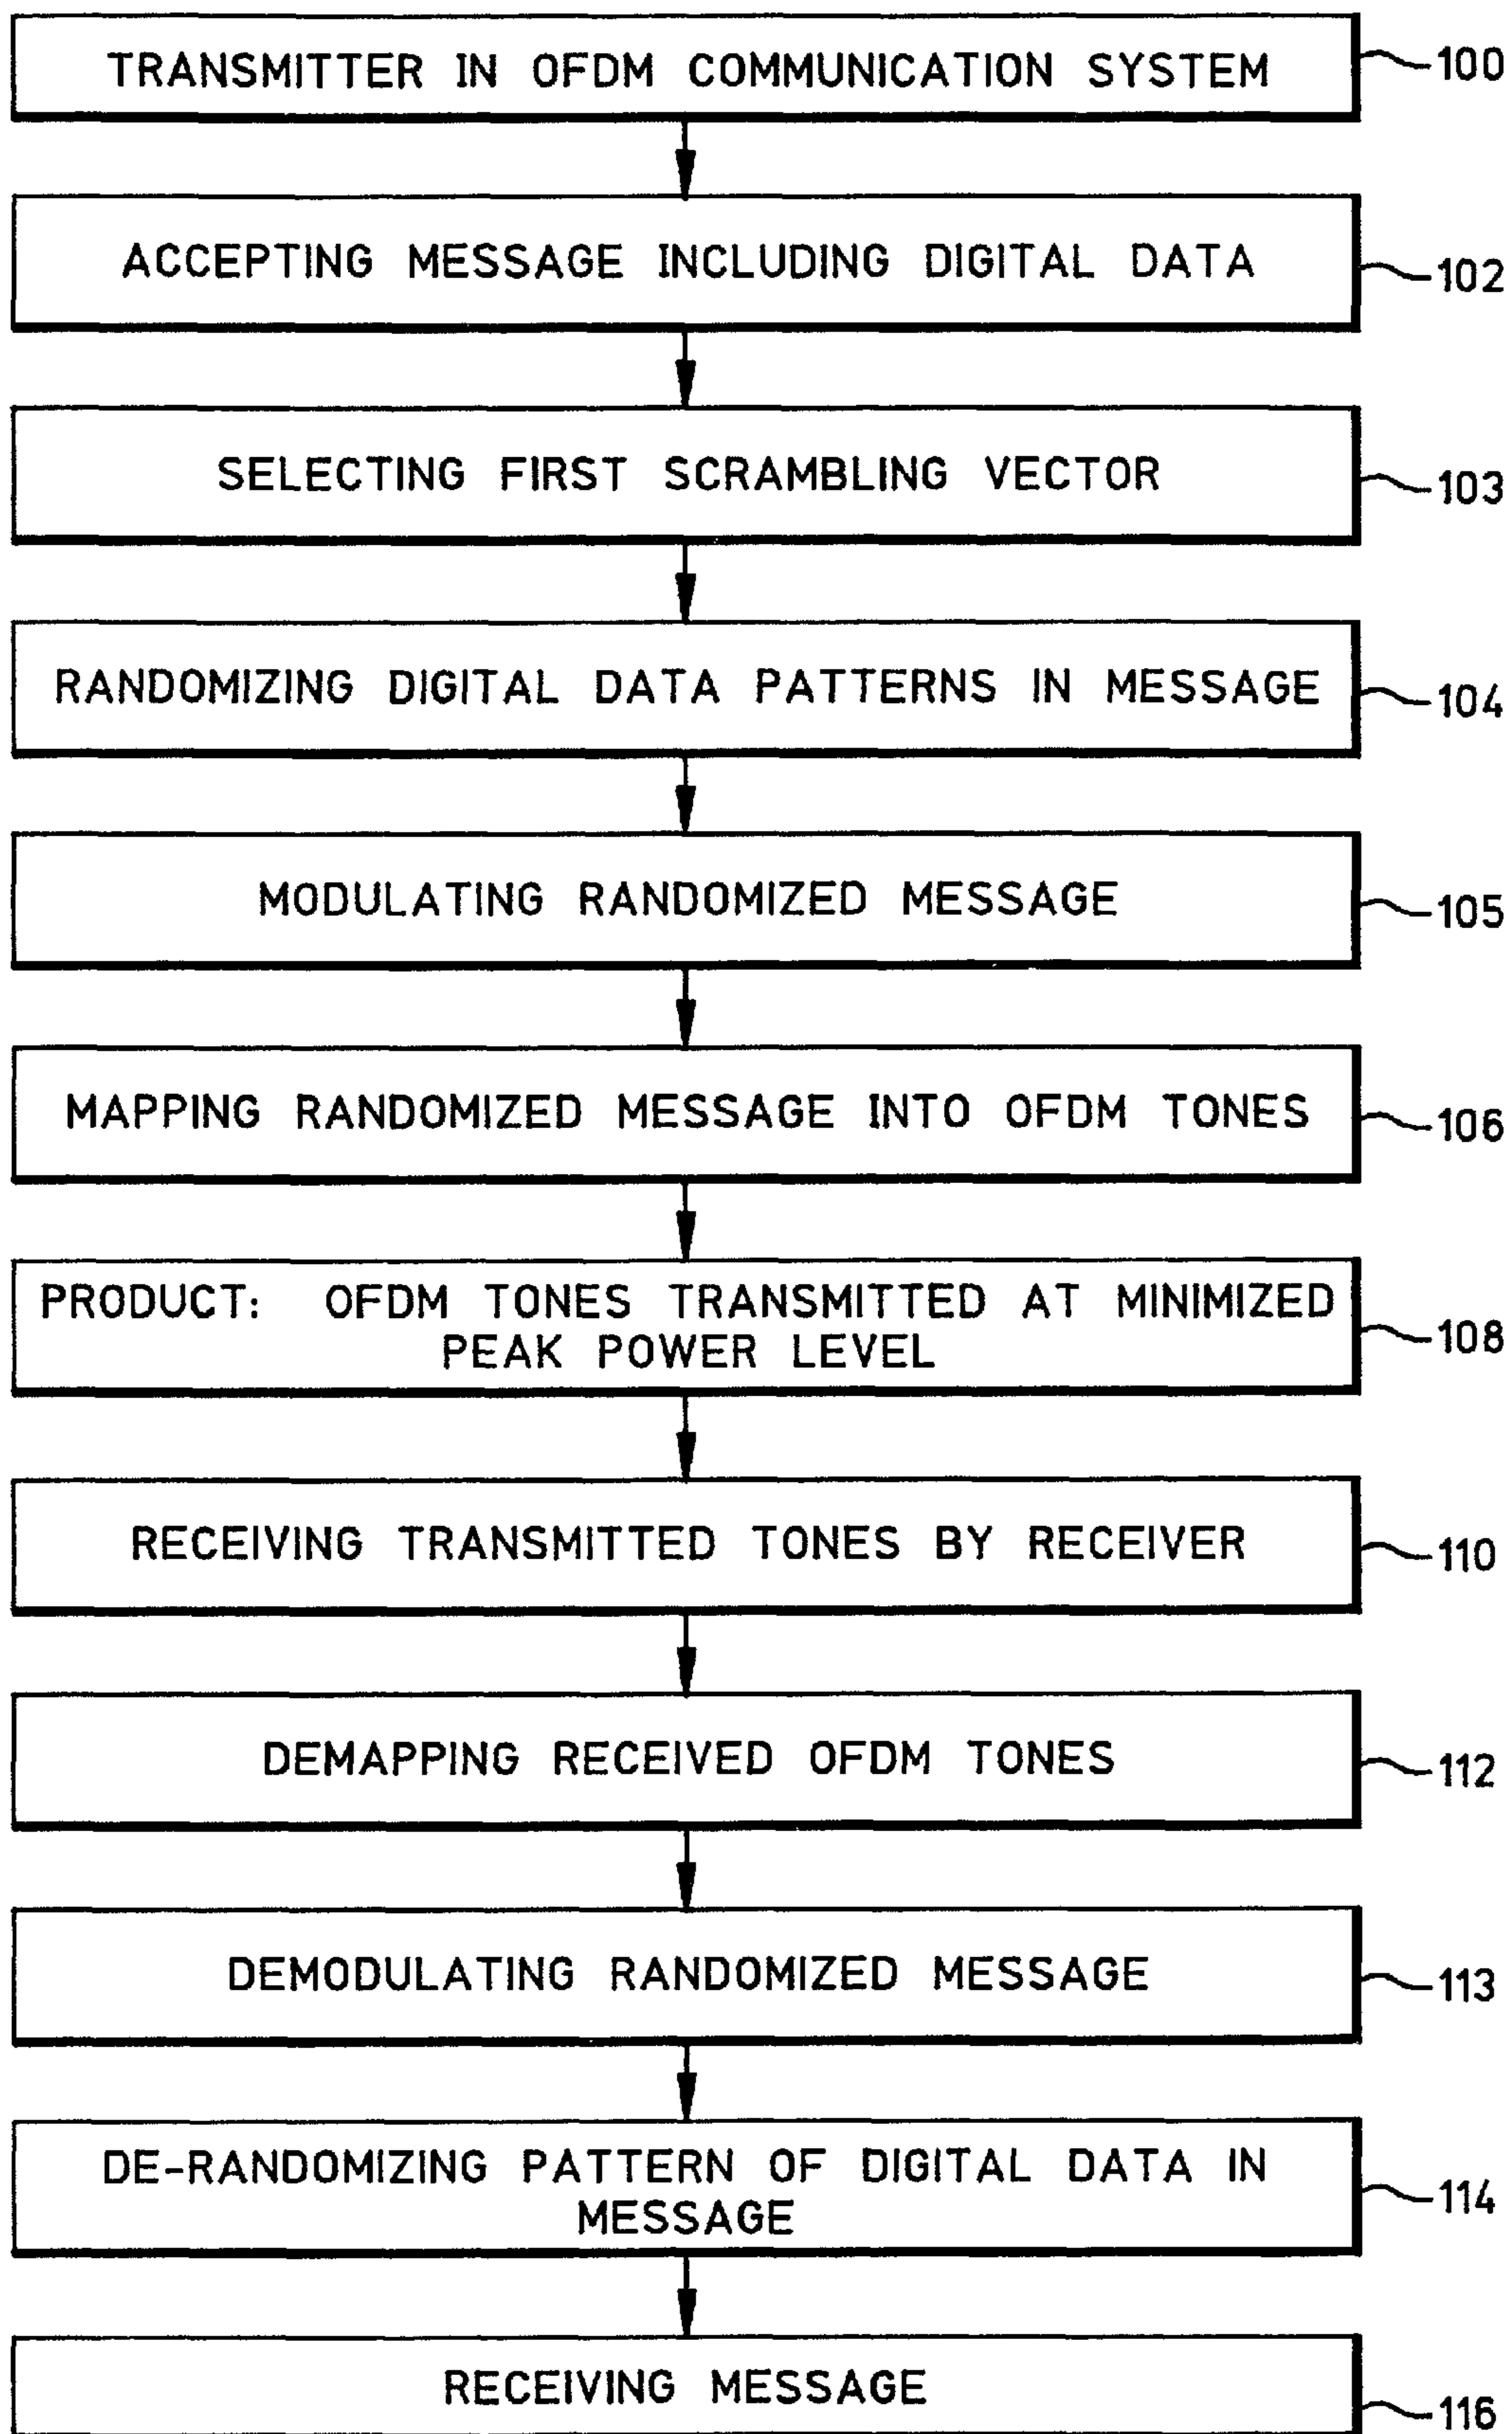 TRANSMITTER IN OFDM COMMUNICATION SYSTEM
100
ACCEPTING MESSAGE INCLUDING DIGITAL DATA
102
SELECTING FIRST SCRAMBLING VECTOR
103
RANDOMIZING DIGITAL DATA PATTERNS IN MESSAGE
104
MODULATING RANDOMIZED MESSAGE
105
MAPPING RANDOMIZED MESSAGE INTO OFDM TONES
106
PRODUCT: OFDM TONES TRANSMITTED AT MINIMIZED
PEAK POWER LEVEL
108
RECEIVING TRANSMITTED TONES BY RECEIVER
110
DEMAPPING RECEIVED OFDM TONES
112
DEMODULATING RANDOMIZED MESSAGE
113
DE-RANDOMIZING PATTERN OF DIGITAL DATA IN
MESSAGE
114
RECEIVING MESSAGE
116